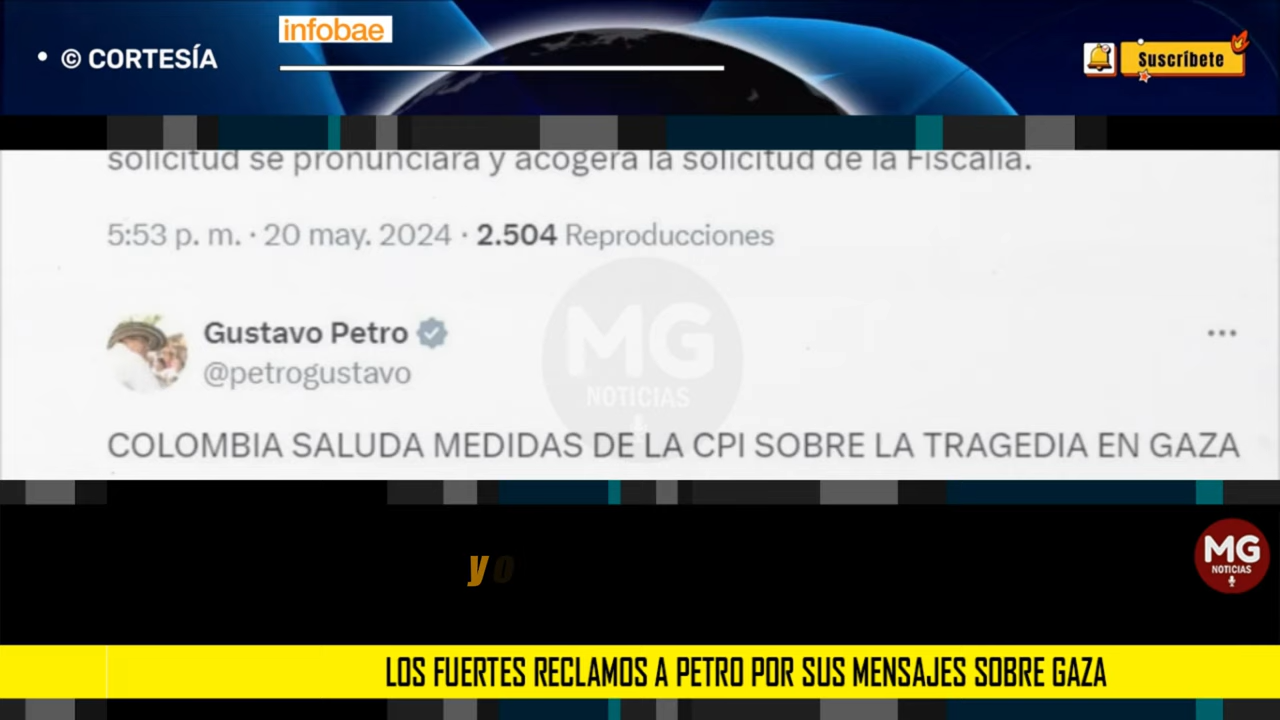 infobae
• © CORTESÍA
Suscríbete
solicitud se pronunciará y acogerá la solicitud de la Fiscalía.
5:53 p. m. · 20 may. 2024 · 2.504 Reproducciones
Gustavo Petro
@petrogustavo
MG
NOTICIAS
COLOMBIA SALUDA MEDIDAS DE LA CPI SOBRE LA TRAGEDIA EN GAZA
yo
MG
NOTICIAS
LOS FUERTES RECLAMOS A PETRO POR SUS MENSAJES SOBRE GAZA